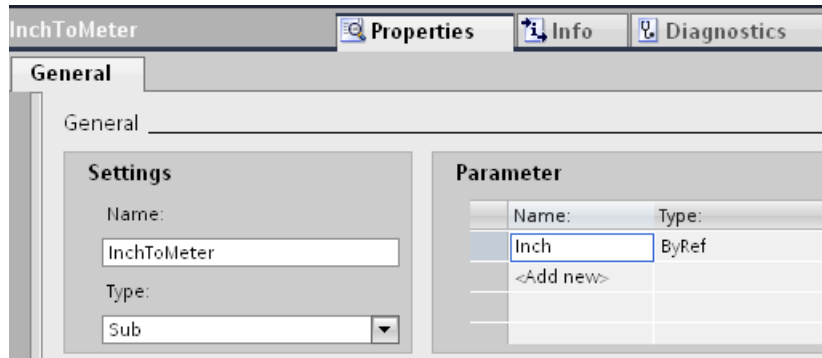 InchToMeter Properties Info Diagnostics
General
General
Settings
Name:
InchToMeter
Type:
Sub
Parameter
Name: Type:
Inch ByRef
<Add new>